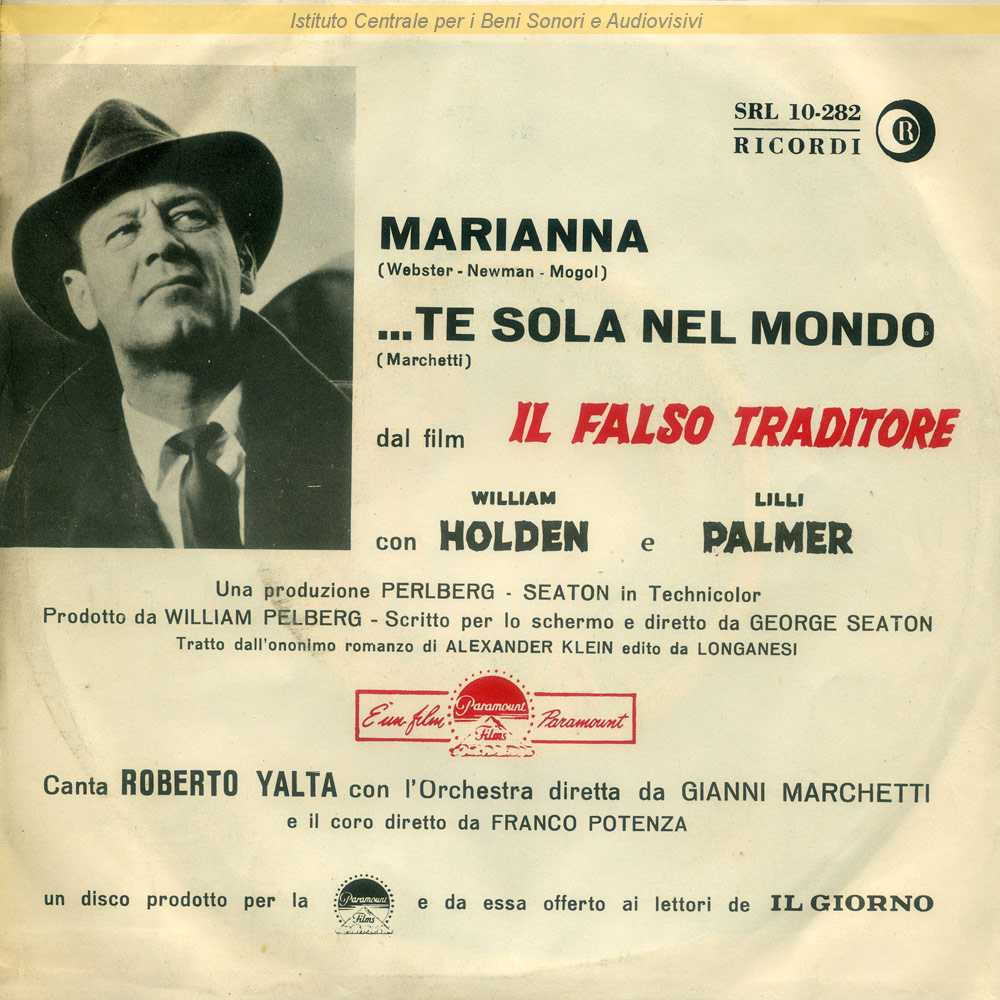 Istituto Centrale per i Beni Sonori e Audiovisivi
SRL 10-282
RICORDI
R
MARIANNA
(Webster - Newman - Mogol)
...TE SOLA NEL MONDO
(Marchetti)
dal film IL FALSO TRADITORE
con WILLIAM HOLDEN e LILLI PALMER
Una produzione PERLBERG - SEATON in Technicolor
Prodotto da WILLIAM PELBERG - Scritto per lo schermo e diretto da GEORGE SEATON
Tratto dall'ononimo romanzo di ALEXANDER KLEIN edito da LONGANESI
È un film Paramount Films Paramount
Canta ROBERTO YALTA con l'Orchestra diretta da GIANNI MARCHETTI
e il coro diretto da FRANCO POTENZA
un disco prodotto per la Paramount Films e da essa offerto ai lettori de IL GIORNO